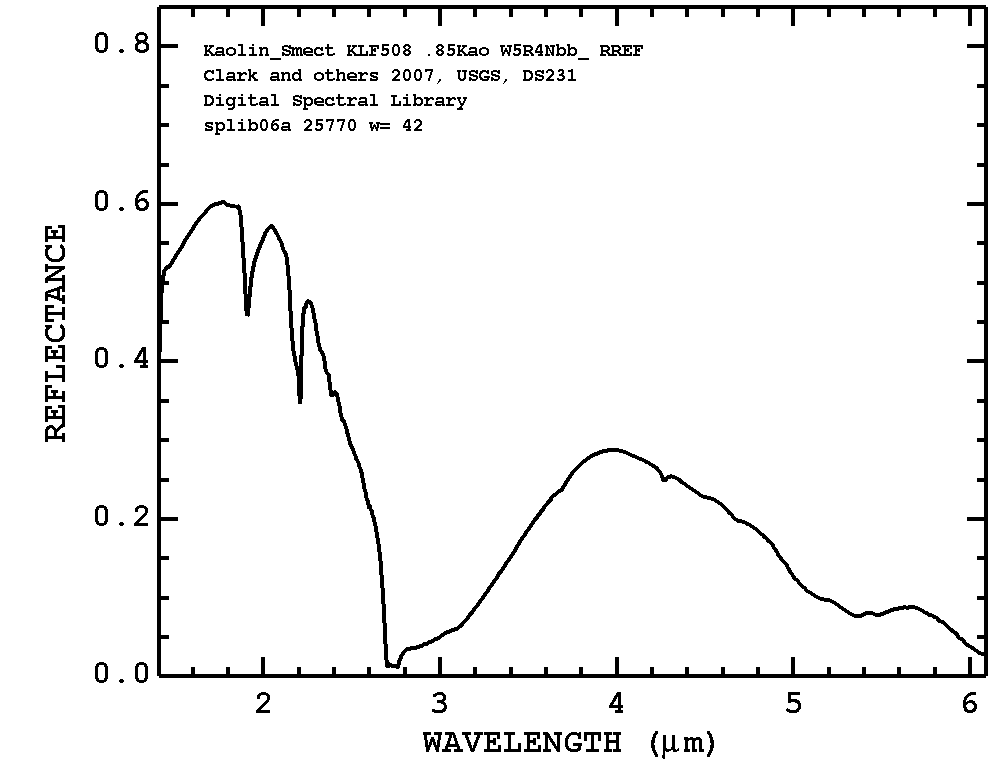 0.8
0.6
0.4
0.2
0.0
REFLECTANCE
Kaolin_Smect KLF508 .85Kao W5R4Nbb_ RREF
Clark and others 2007, USGS, DS231
Digital Spectral Library
splib06a 25770 w= 42
2 3 4 5 6
WAVELENGTH (μm)